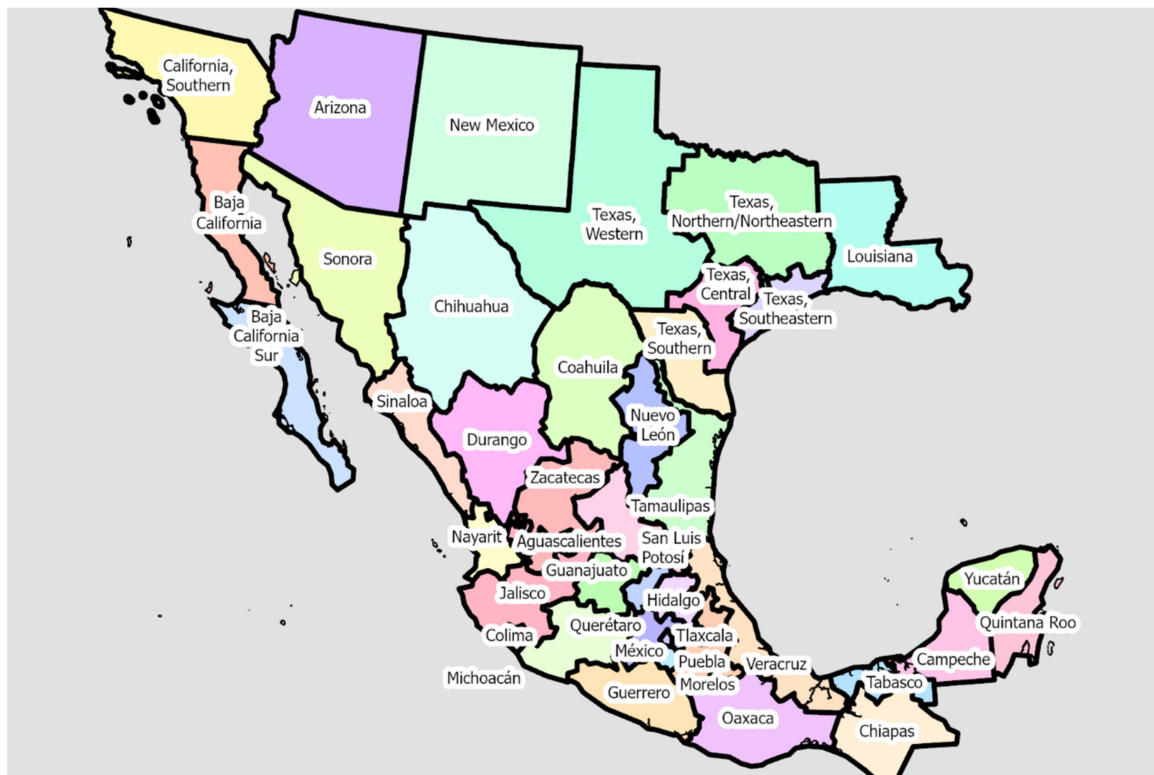 California,
Southern
Arizona
New Mexico
Texas,
Western
Texas,
Northern/Northeastern
Louisiana
Baja
California
Sonora
Chihuahua
Texas,
Central
Texas,
Southeastern
Baja
California
Sur
Texas,
Southern
Coahuila
Sinaloa
Nuevo
León
Durango
Zacatecas
Tamaulipas
Nayarit
Aguascalientes
San Luis
Potosí
Guanajuato
Yucatán
Jalisco
Hidalgo
Quintana Roo
Colima
Querétaro
Tlaxcala
México
Puebla
Veracruz
Campeche
Michoacán
Morelos
Tabasco
Guerrero
Oaxaca
Chiapas